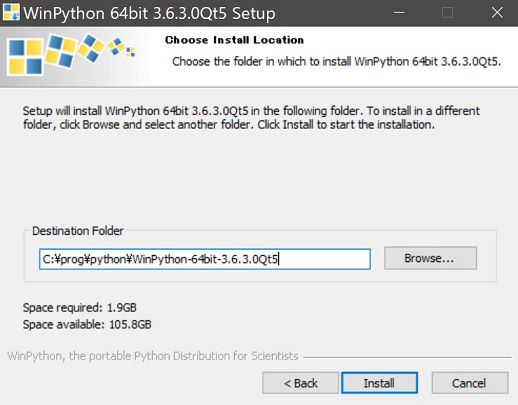 WinPython 64bit 3.6.3.0Qt5 Setup
Choose Install Location
Choose the folder in which to install WinPython 64bit 3.6.3.0Qt5.
Setup will install WinPython 64bit 3.6.3.0Qt5 in the following folder. To install in a different
folder, click Browse and select another folder. Click Install to start the installation.
Destination Folder
C:¥prog¥python¥WinPython-64bit-3.6.3.0Qt5
Browse...
Space required: 1.9GB
Space available: 105.8GB
WinPython, the portable Python Distribution for Scientists
< Back
Install
Cancel